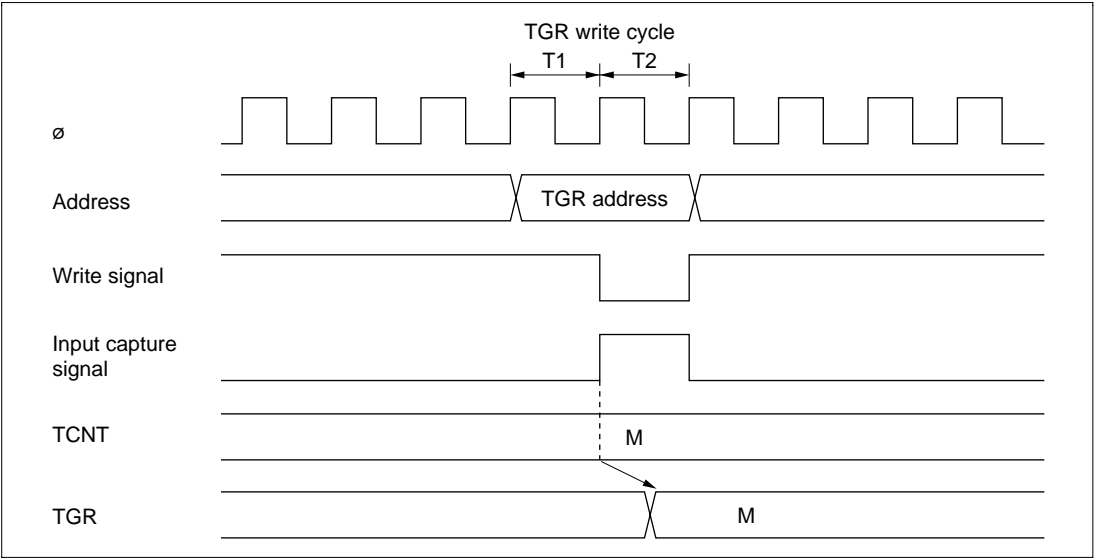 TGR write cycle
T1 T2
ø
Address
TGR address
Write signal
Input capture
signal
TCNT
M
TGR
M